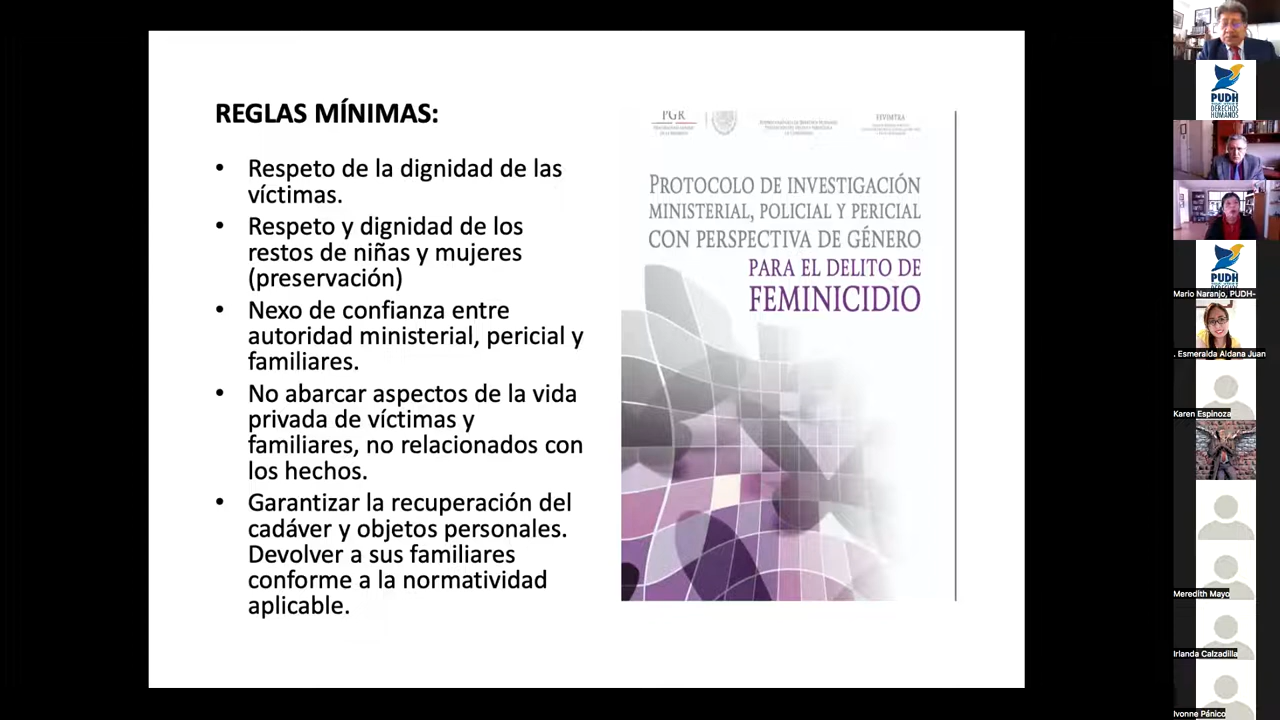 REGLAS MÍNIMAS:
• Respeto de la dignidad de las
víctimas.
• Respeto y dignidad de los
restos de niñas y mujeres
(preservación)
• Nexo de confianza entre
autoridad ministerial, pericial y
familiares.
• No abarcar aspectos de la vida
privada de víctimas y
familiares, no relacionados con
los hechos.
• Garantizar la recuperación del
cadáver y objetos personales.
Devolver a sus familiares
conforme a la normatividad
aplicable.
PGR
FEVIMTRA
PROTOCOLO DE INVESTIGACIÓN
MINISTERIAL, POLICIAL Y PERICIAL
CON PERSPECTIVA DE GÉNERO
PARA EL DELITO DE
FEMINICIDIO
PUDH
DERECHOS
HUMANOS
PUDH
Mario Naranjo, PUDH-
. Esmeralda Aldana Juan
Karen Espinoza
Meredith Mayo
Irlanda Calzadilla
Ivonne Pánico